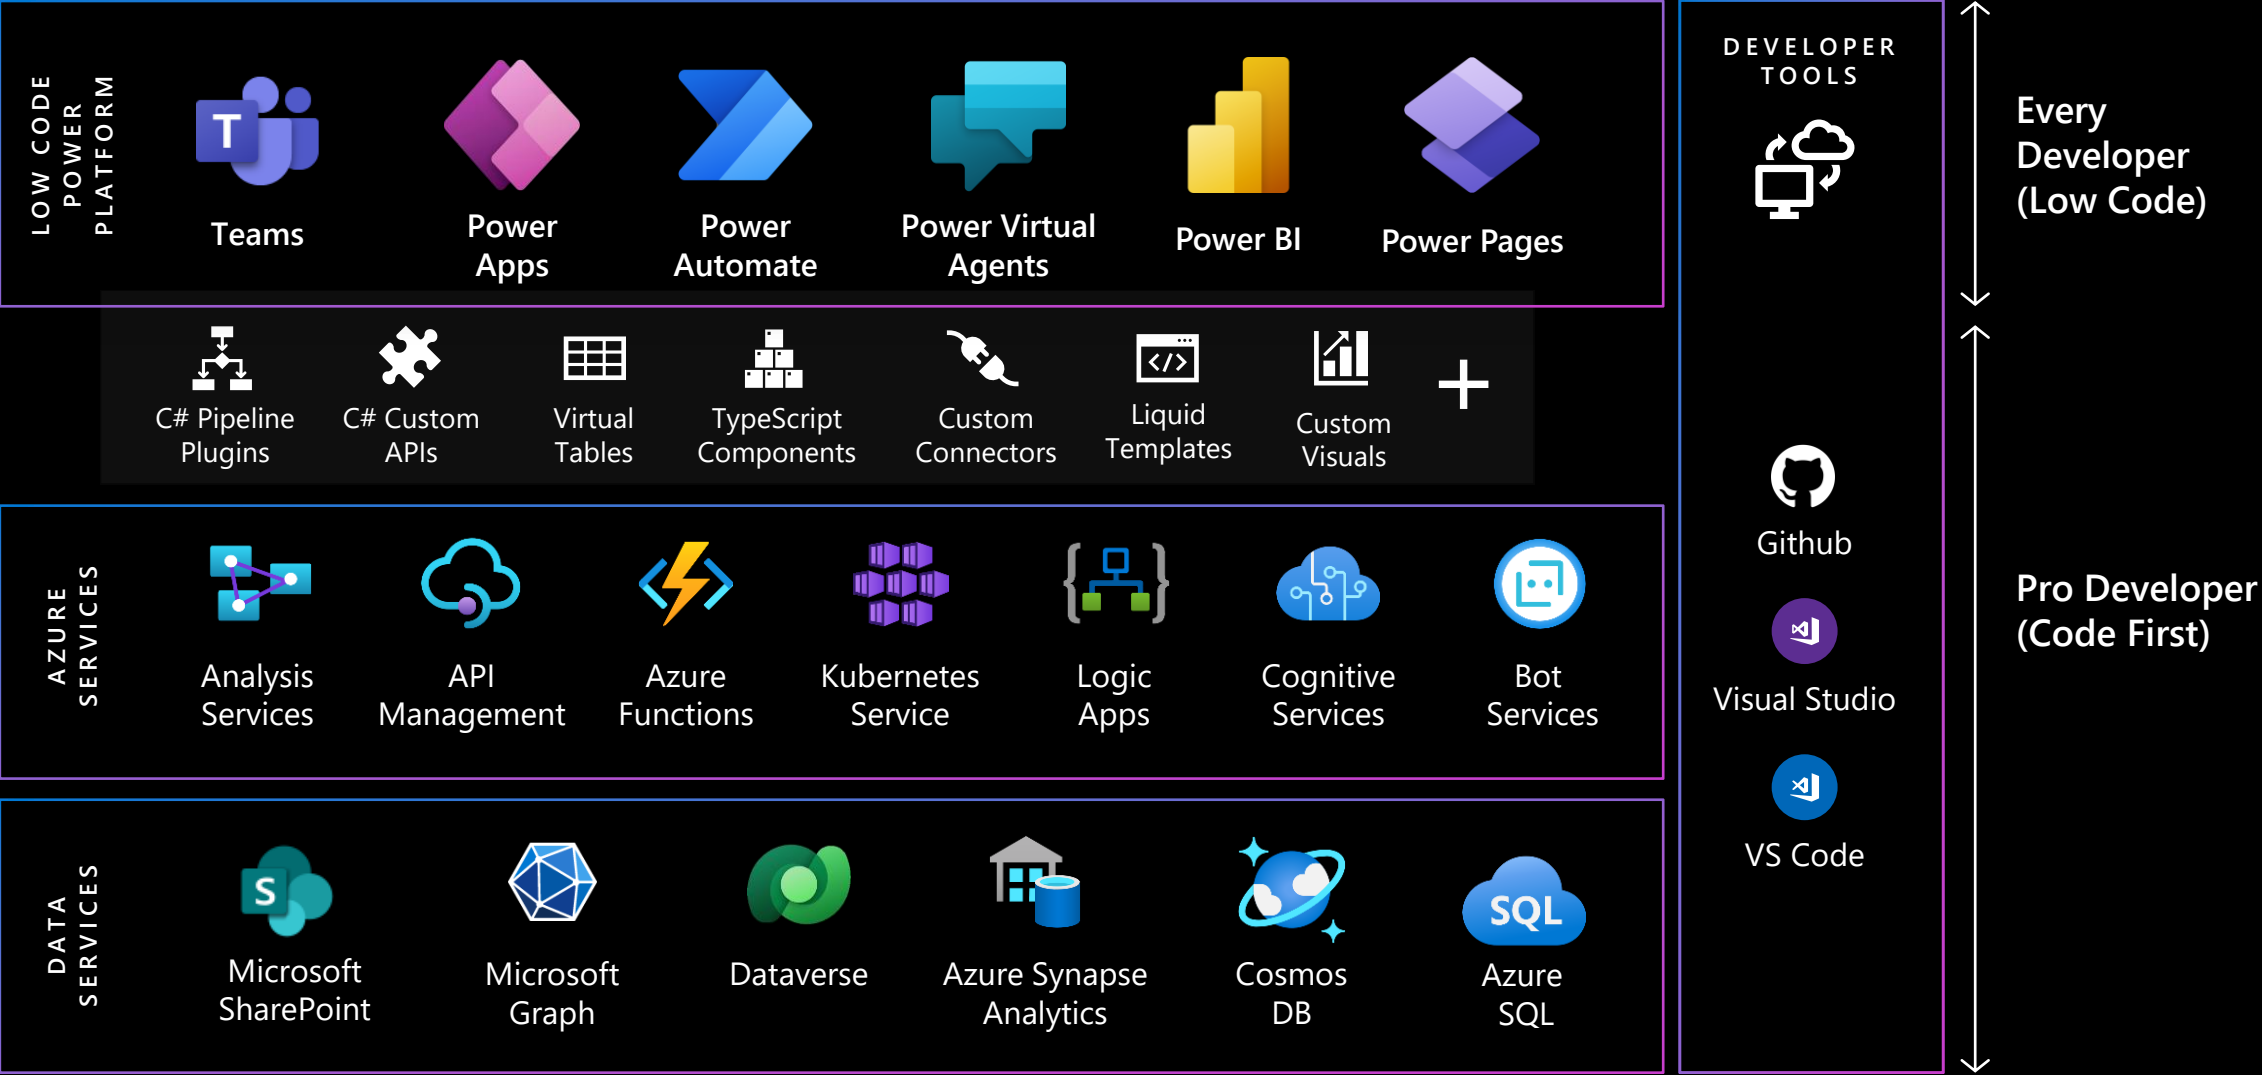 LOW CODE
POWER
PLATFORM
T
Teams
Power
Apps
Power
Automate
Power Virtual
Agents
Power BI
Power Pages
C# Pipeline
Plugins
C# Custom
APIs
Virtual
Tables
TypeScript
Components
Custom
Connectors
</>
Liquid
Templates
Custom
Visuals
+
AZURE
SERVICES
Analysis
Services
API
Management
Azure
Functions
Kubernetes
Service
Logic
Apps
Cognitive
Services
Bot
Services
DATA
SERVICES
S
Microsoft
SharePoint
Microsoft
Graph
Dataverse
Azure Synapse
Analytics
Cosmos
DB
SQL
Azure
SQL
DEVELOPER
TOOLS
Github
Visual Studio
VS Code
Every
Developer
(Low Code)
Pro Developer
(Code First)